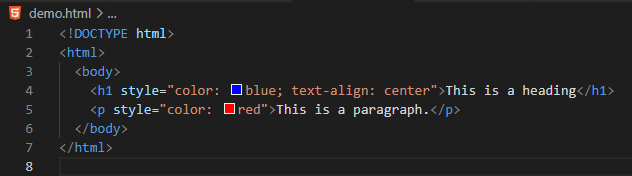 demo.html > ...
1 <!DOCTYPE html>
2 <html>
3 <body>
4 <h1 style="color: blue; text-align: center">This is a heading</h1>
5 <p style="color: red">This is a paragraph.</p>
6 </body>
7 </html>
8